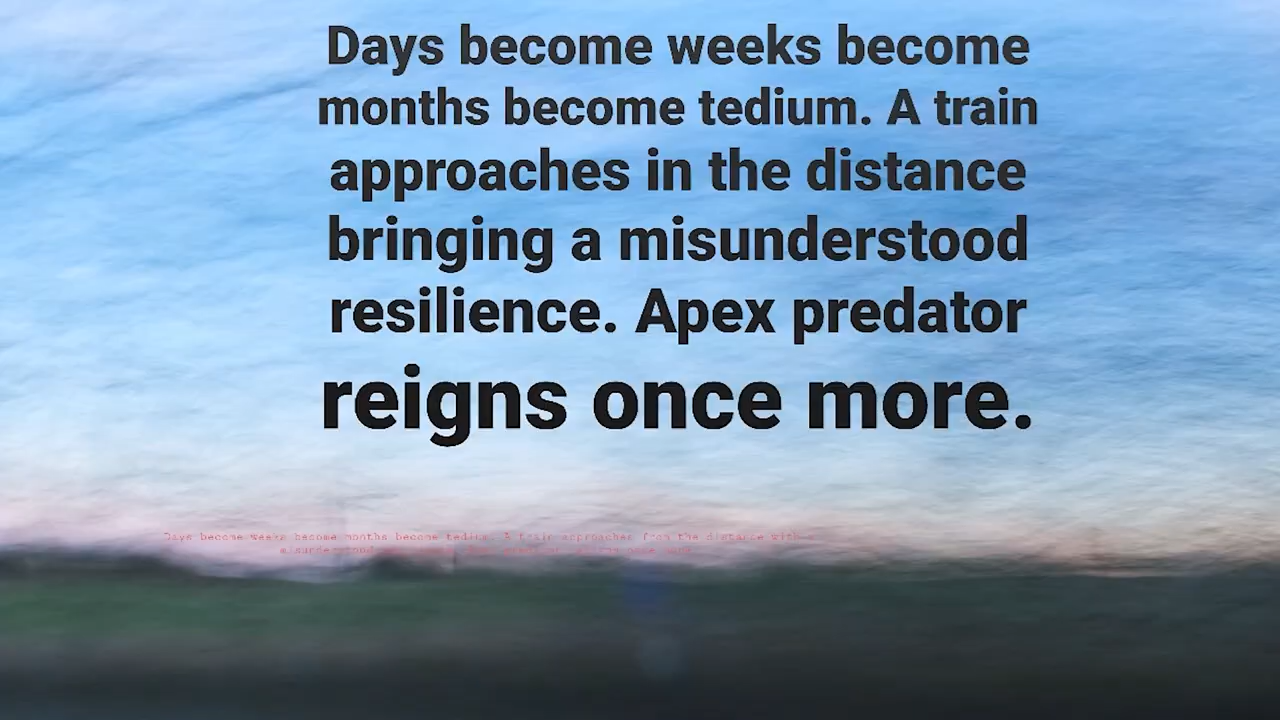 Days become weeks become
months become tedium. A train
approaches in the distance
bringing a misunderstood
resilience. Apex predator
reigns once more.
Days become weeks become months become tedium. A train approaches from the distance with a
misunderstood